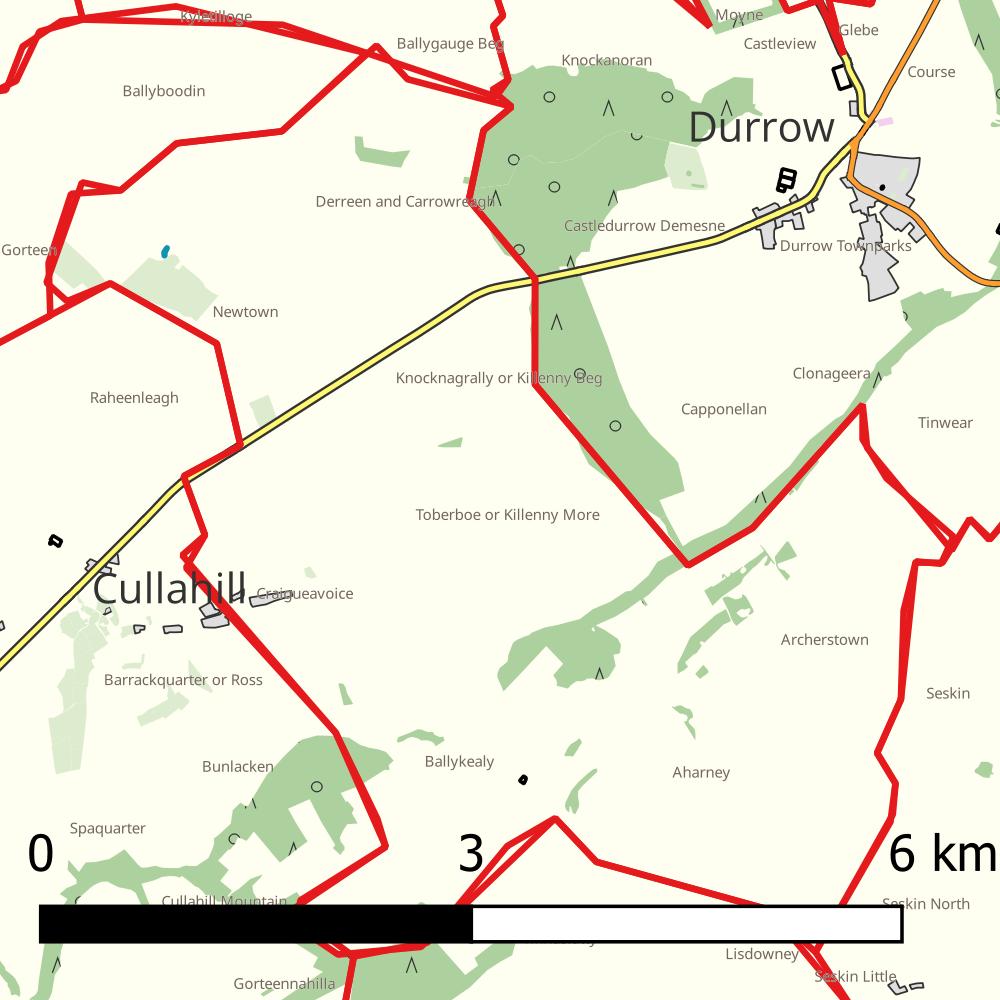 Kyletilloge
Moyne
Glebe
Ballygauge Beg
Castleview
Knockanoran
Course
Ballyboodin
Durrow
Derreen and Carrowreagh
Castledurrow Demesne
Durrow Townparks
Gorteen
Newtown
Clonageera
Knocknagrally or Killenny Beg
Raheenleagh
Capponellan
Tinwear
Toberboe or Killenny More
Cullahill
Craigueavoice
Archerstown
Barrackquarter or Ross
Seskin
Bunlacken
Ballykealy
Aharney
Spaquarter
0 3 6 km
Cullahill Mountain
Seskin North
Lisdowney
Seskin Little
Gorteennahilla